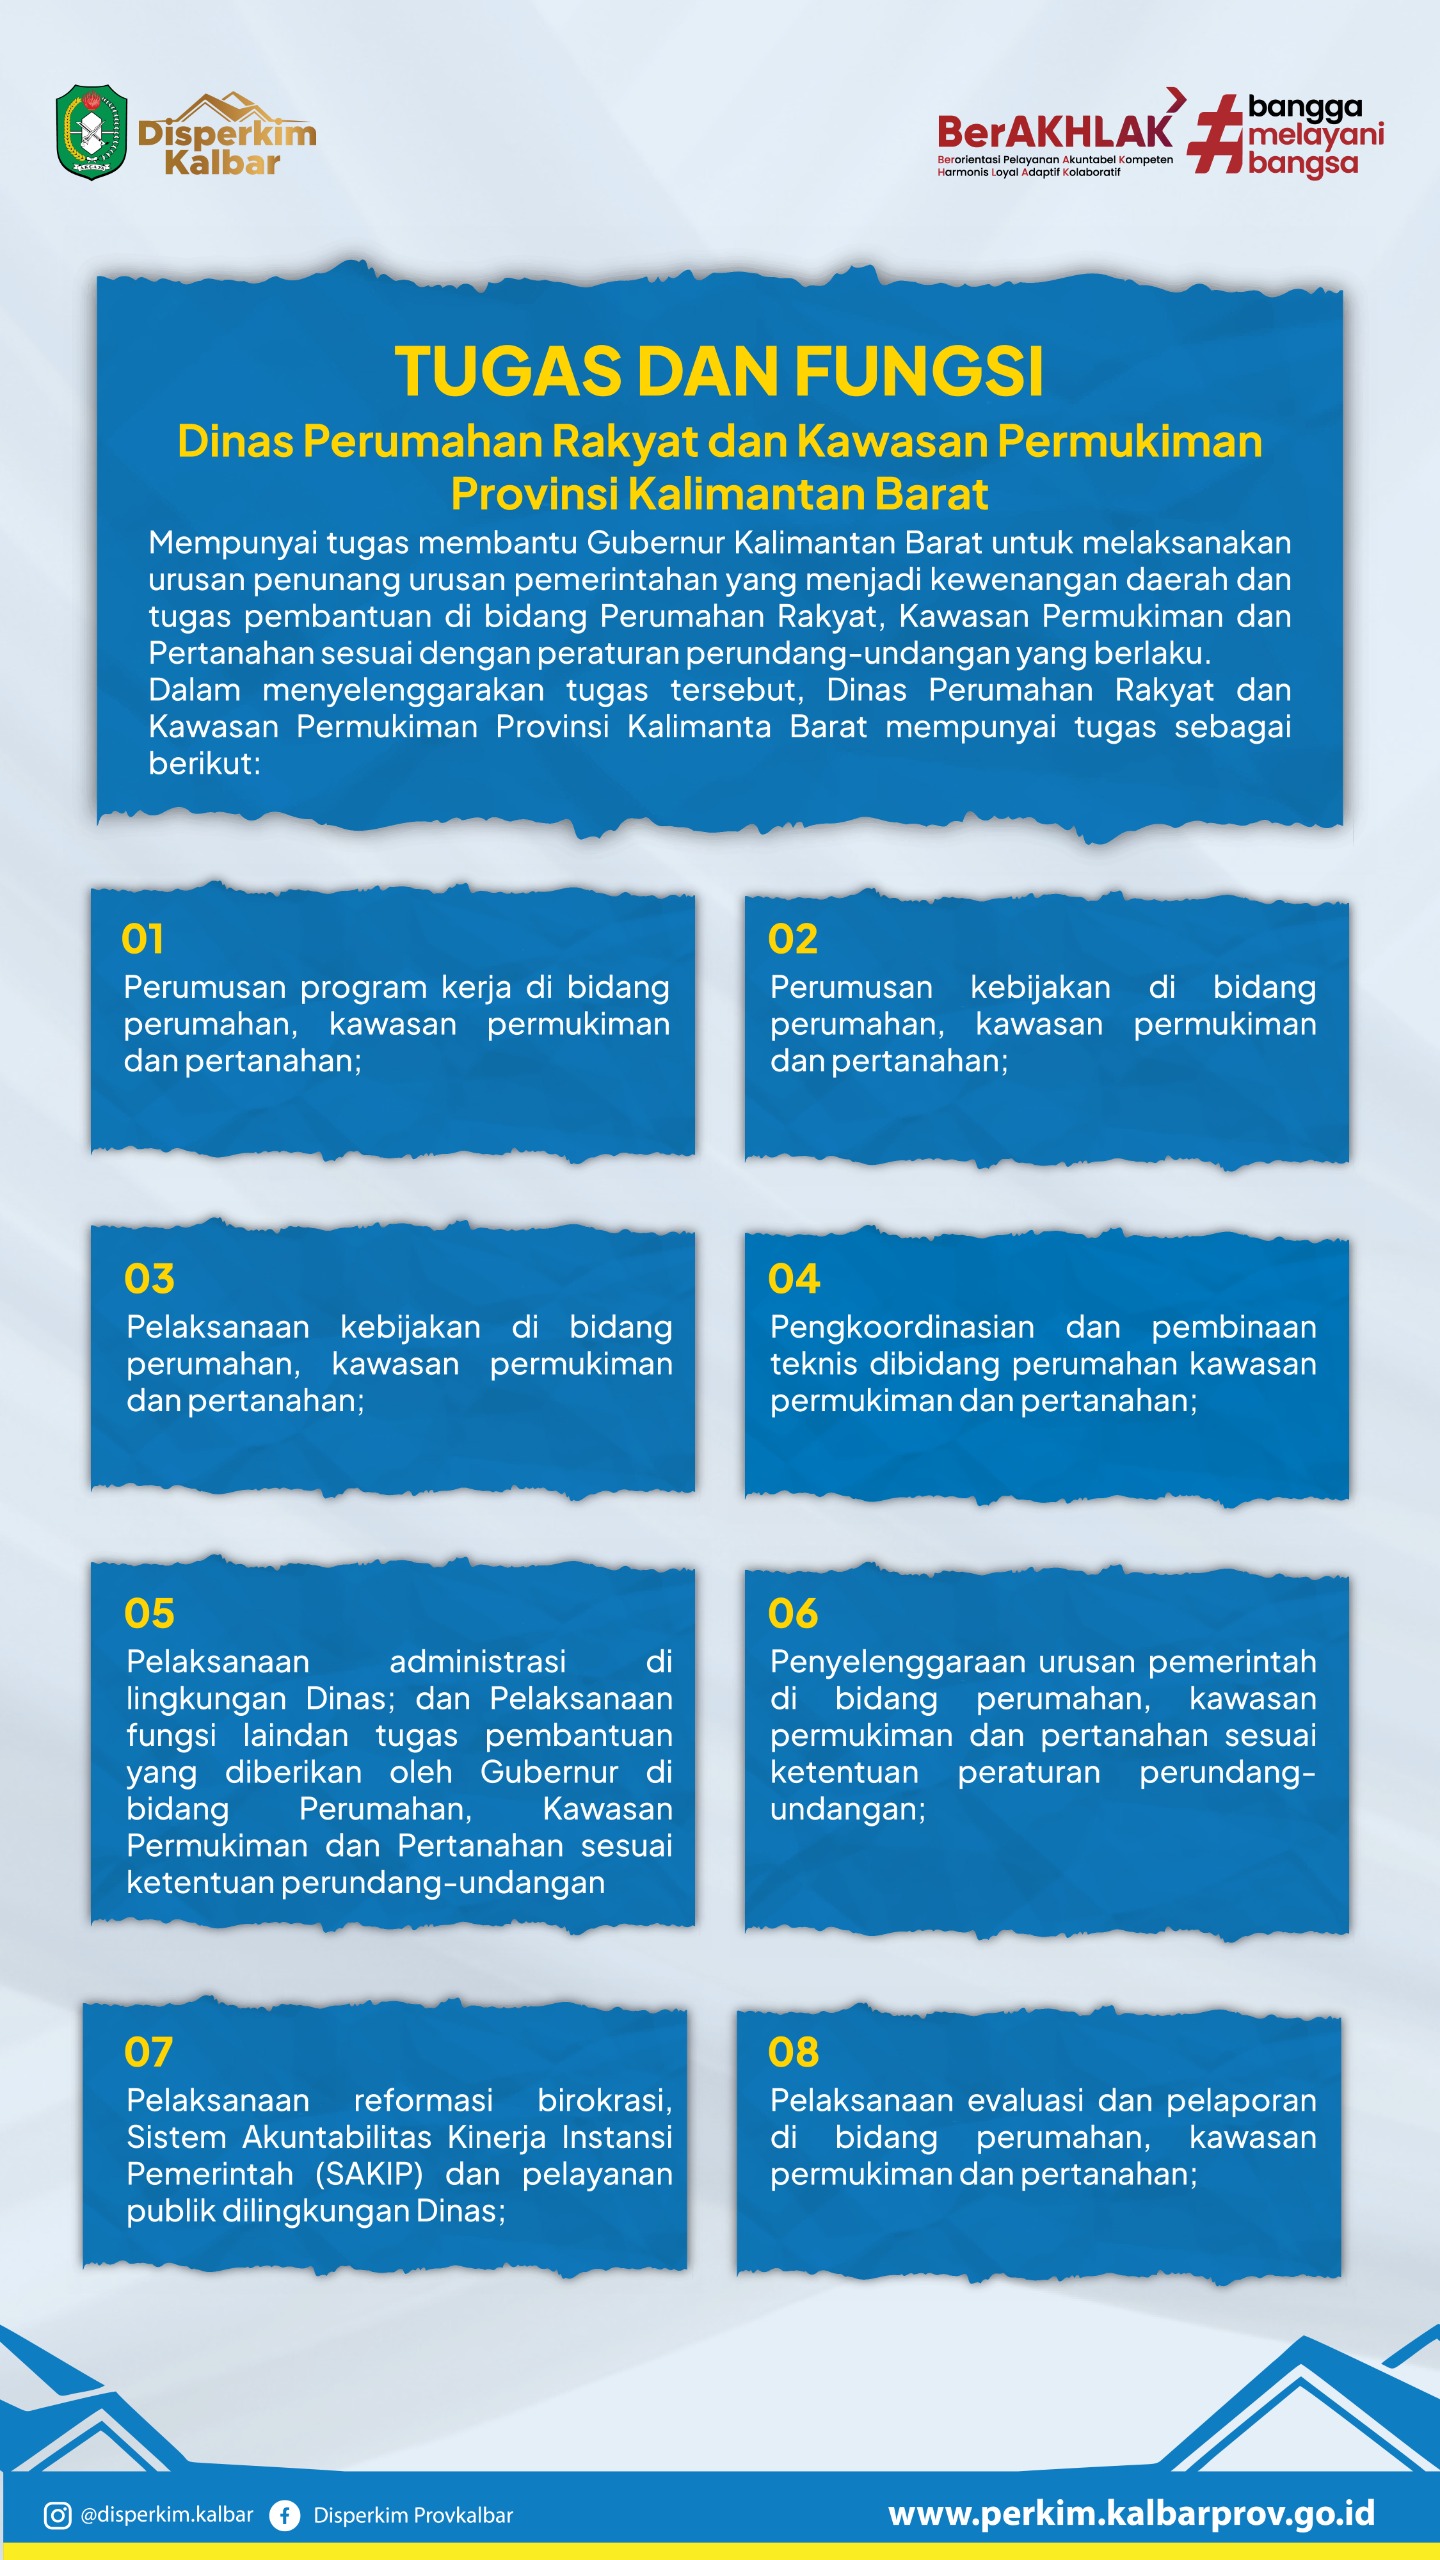 Disperkim
Kalbar
BerAKHLAK
Berorientasi Pelayanan Akuntabel Kompeten
Harmonis Loyal Adaptif Kolaboratif
#
bangga
melayani
bangsa
TUGAS DAN FUNGSI
Dinas Perumahan Rakyat dan Kawasan Permukiman
Provinsi Kalimantan Barat
Mempunyai tugas membantu Gubernur Kalimantan Barat untuk melaksanakan
urusan penunang urusan pemerintahan yang menjadi kewenangan daerah dan
tugas pembantuan di bidang Perumahan Rakyat, Kawasan Permukiman dan
Pertanahan sesuai dengan peraturan perundang-undangan yang berlaku.
Dalam menyelenggarakan tugas tersebut, Dinas Perumahan Rakyat dan
Kawasan Permukiman Provinsi Kalimanta Barat mempunyai tugas sebagai
berikut:
01
Perumusan program kerja di bidang
perumahan, kawasan permukiman
dan pertanahan;
02
Perumusan kebijakan di bidang
perumahan, kawasan permukiman
dan pertanahan;
03
Pelaksanaan kebijakan di bidang
perumahan, kawasan permukiman
dan pertanahan;
04
Pengkoordinasian dan pembinaan
teknis dibidang perumahan kawasan
permukiman dan pertanahan;
05
Pelaksanaan administrasi di
lingkungan Dinas; dan Pelaksanaan
fungsi laindan tugas pembantuan
yang diberikan oleh Gubernur di
bidang Perumahan, Kawasan
Permukiman dan Pertanahan sesuai
ketentuan perundang-undangan
06
Penyelenggaraan urusan pemerintah
di bidang perumahan, kawasan
permukiman dan pertanahan sesuai
ketentuan peraturan perundang-
undangan;
07
Pelaksanaan reformasi birokrasi,
Sistem Akuntabilitas Kinerja Instansi
Pemerintah (SAKIP) dan pelayanan
publik dilingkungan Dinas;
08
Pelaksanaan evaluasi dan pelaporan
di bidang perumahan, kawasan
permukiman dan pertanahan;
@disperkim.kalbar
Disperkim Provkalbar
www.perkim.kalbarprov.go.id